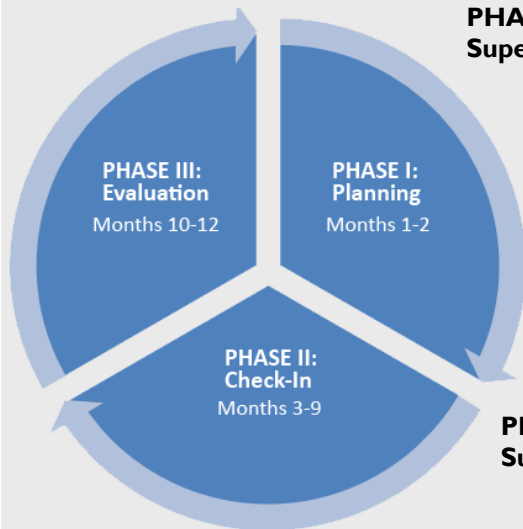 PHASE III:
Evaluation
Months 10-12
PHASE I:
Planning
Months 1-2
PHASE II:
Check-In
Months 3-9